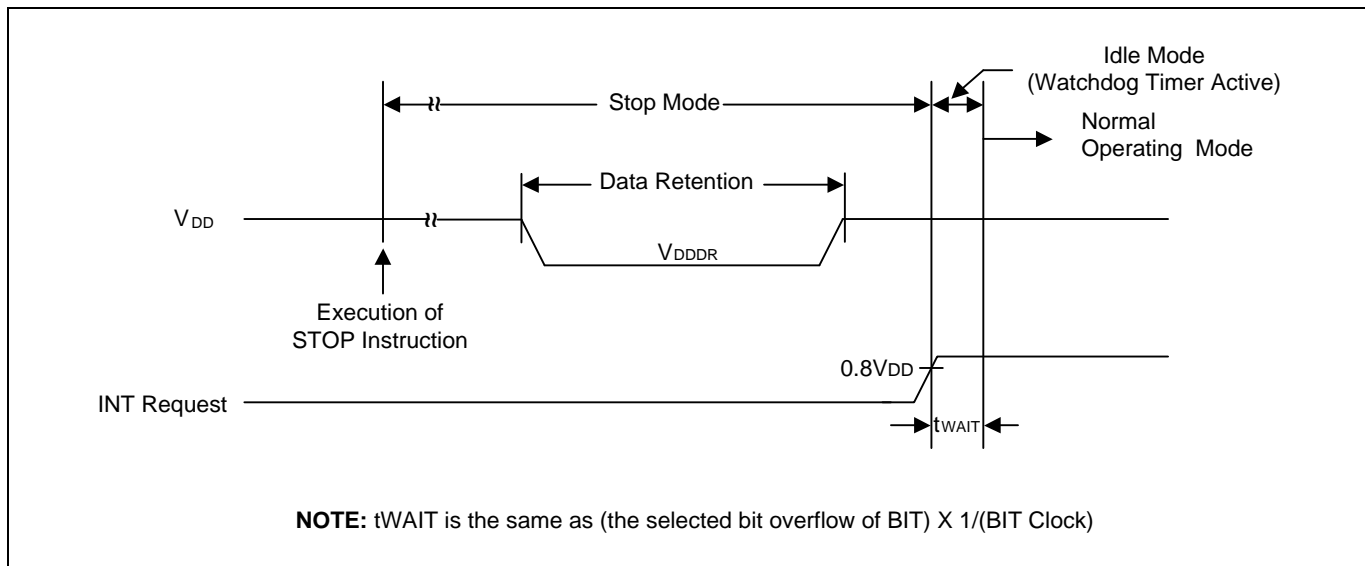 Idle Mode
(Watchdog Timer Active)
Stop Mode
Normal
Operating Mode
Data Retention
VDD
VDDDR
Execution of
STOP Instruction
0.8VDD
INT Request
tWAIT
NOTE: tWAIT is the same as (the selected bit overflow of BIT) X 1/(BIT Clock)